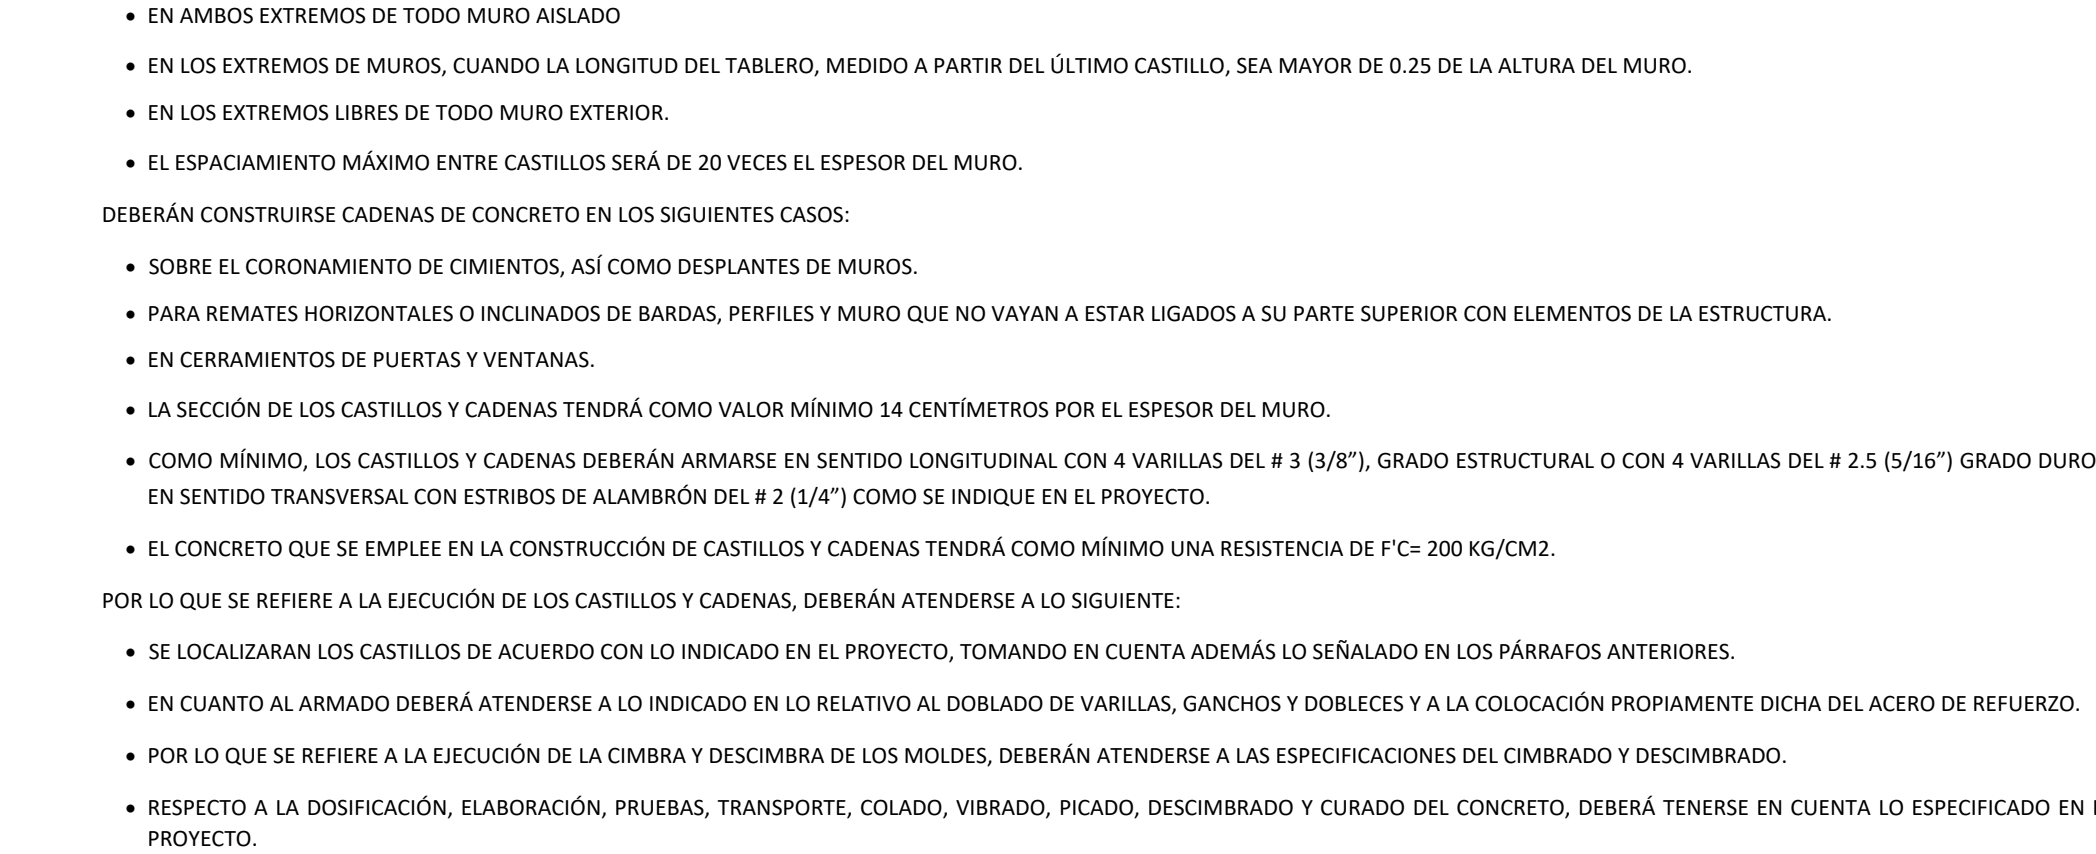 • EN AMBOS EXTREMOS DE TODO MURO AISLADO
• EN LOS EXTREMOS DE MUROS, CUANDO LA LONGITUD DEL TABLERO, MEDIDO A PARTIR DEL ÚLTIMO CASTILLO, SEA MAYOR DE 0.25 DE LA ALTURA DEL MURO.
• EN LOS EXTREMOS LIBRES DE TODO MURO EXTERIOR.
• EL ESPACIAMIENTO MÁXIMO ENTRE CASTILLOS SERÁ DE 20 VECES EL ESPESOR DEL MURO.
DEBERÁN CONSTRUIRSE CADENAS DE CONCRETO EN LOS SIGUIENTES CASOS:
• SOBRE EL CORONAMIENTO DE CIMIENTOS, ASÍ COMO DESPLANTES DE MUROS.
• PARA REMATES HORIZONTALES O INCLINADOS DE BARDAS, PERFILES Y MURO QUE NO VAYAN A ESTAR LIGADOS A SU PARTE SUPERIOR CON ELEMENTOS DE LA ESTRUCTURA.
• EN CERRAMIENTOS DE PUERTAS Y VENTANAS.
• LA SECCIÓN DE LOS CASTILLOS Y CADENAS TENDRÁ COMO VALOR MÍNIMO 14 CENTÍMETROS POR EL ESPESOR DEL MURO.
• COMO MÍNIMO, LOS CASTILLOS Y CADENAS DEBERÁN ARMARSE EN SENTIDO LONGITUDINAL CON 4 VARILLAS DEL # 3 (3/8”), GRADO ESTRUCTURAL O CON 4 VARILLAS DEL # 2.5 (5/16”) GRADO DURO
EN SENTIDO TRANSVERSAL CON ESTRIBOS DE ALAMBRÓN DEL # 2 (1/4”) COMO SE INDIQUE EN EL PROYECTO.
• EL CONCRETO QUE SE EMPLEE EN LA CONSTRUCCIÓN DE CASTILLOS Y CADENAS TENDRÁ COMO MÍNIMO UNA RESISTENCIA DE F'C= 200 KG/CM2.
POR LO QUE SE REFIERE A LA EJECUCIÓN DE LOS CASTILLOS Y CADENAS, DEBERÁN ATENDERSE A LO SIGUIENTE:
• SE LOCALIZARAN LOS CASTILLOS DE ACUERDO CON LO INDICADO EN EL PROYECTO, TOMANDO EN CUENTA ADEMÁS LO SEÑALADO EN LOS PÁRRAFOS ANTERIORES.
• EN CUANTO AL ARMADO DEBERÁ ATENDERSE A LO INDICADO EN LO RELATIVO AL DOBLADO DE VARILLAS, GANCHOS Y DOBLECES Y A LA COLOCACIÓN PROPIAMENTE DICHA DEL ACERO DE REFUERZO.
• POR LO QUE SE REFIERE A LA EJECUCIÓN DE LA CIMBRA Y DESCIMBRA DE LOS MOLDES, DEBERÁN ATENDERSE A LAS ESPECIFICACIONES DEL CIMBRADO Y DESCIMBRADO.
• RESPECTO A LA DOSIFICACIÓN, ELABORACIÓN, PRUEBAS, TRANSPORTE, COLADO, VIBRADO, PICADO, DESCIMBRADO Y CURADO DEL CONCRETO, DEBERÁ TENERSE EN CUENTA LO ESPECIFICADO EN
PROYECTO.